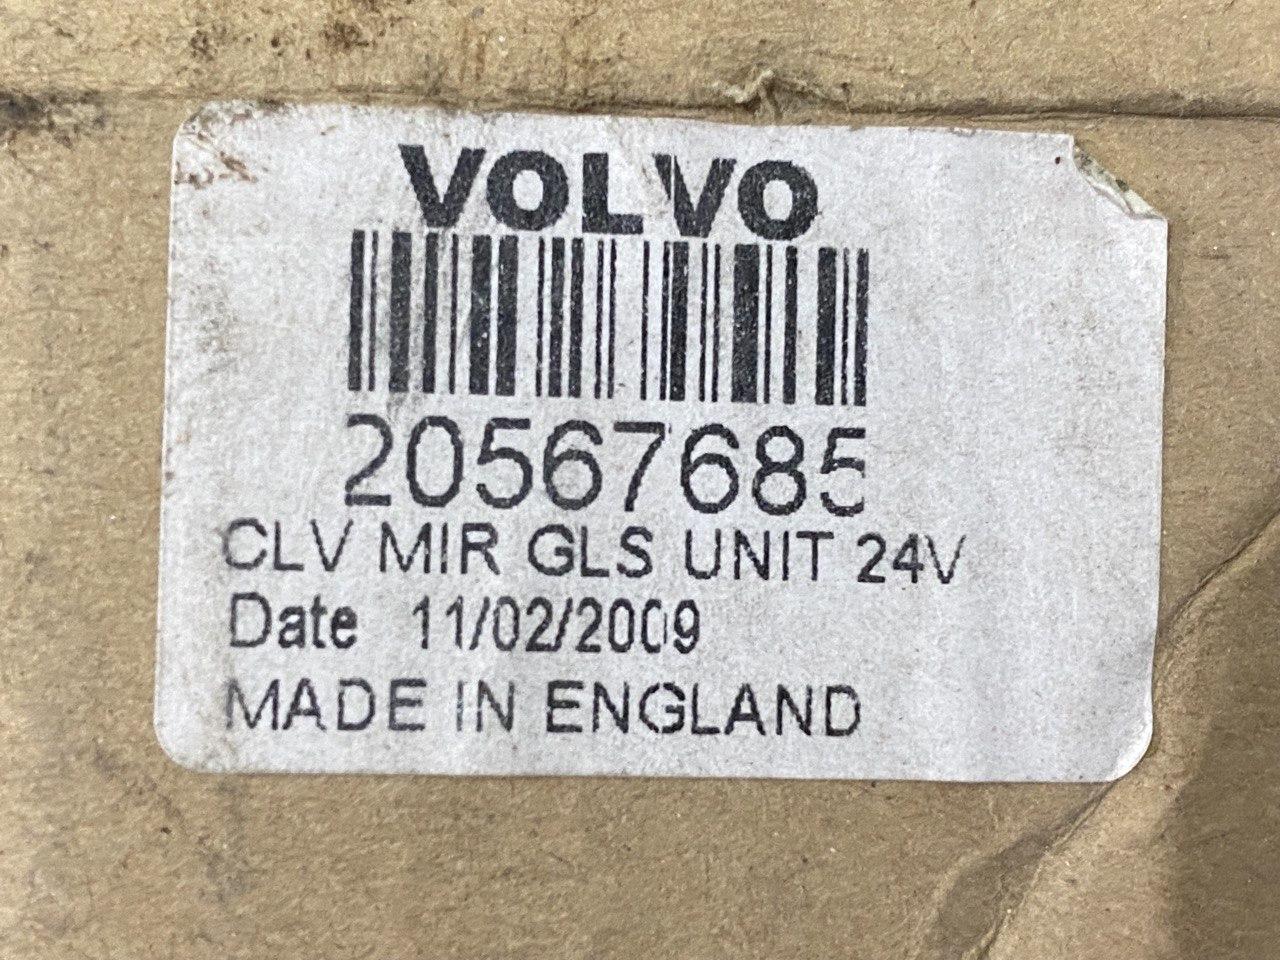 VOLVO
20567685
CLV MIR GLS UNIT 24V
Date 11/02/2009
MADE IN ENGLAND